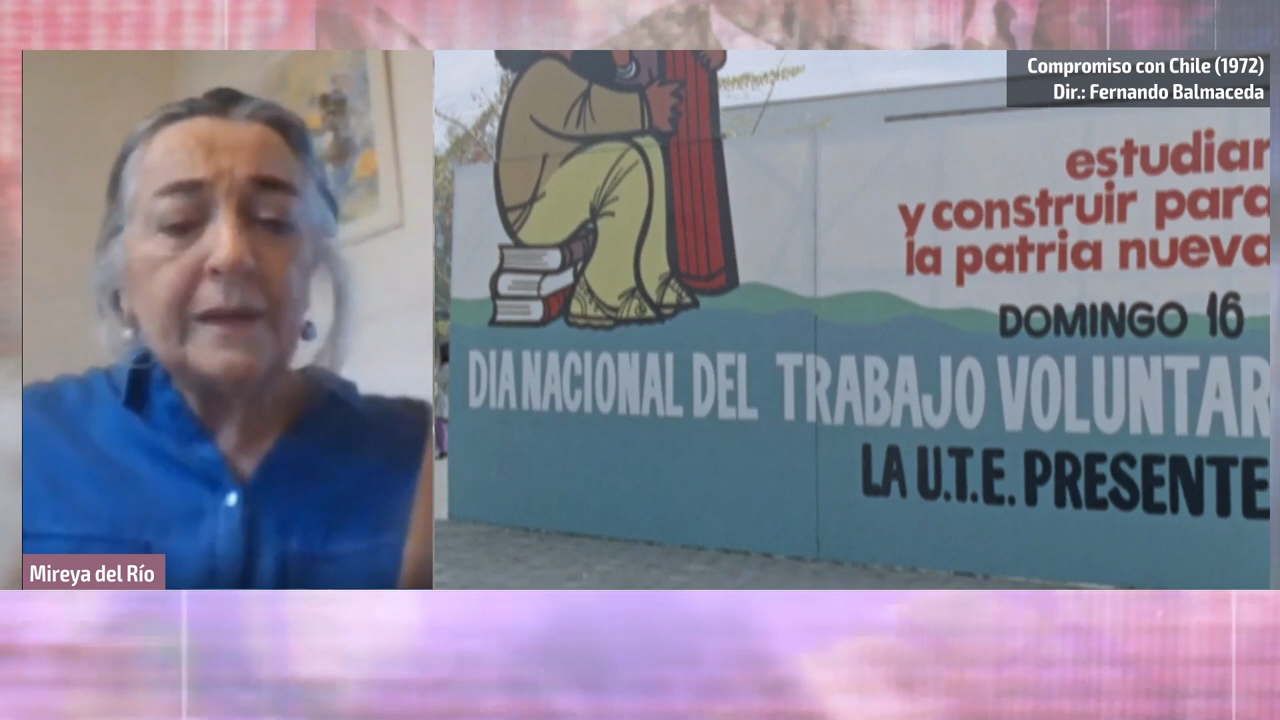 Compromiso con Chile (1972)
Dir.: Fernando Balmaceda
estudiar
y construir para
la patria nueva
DOMINGO 16
DIA NACIONAL DEL TRABAJO VOLUNTAR
LA U.T.E. PRESENTE
Mireya del Río